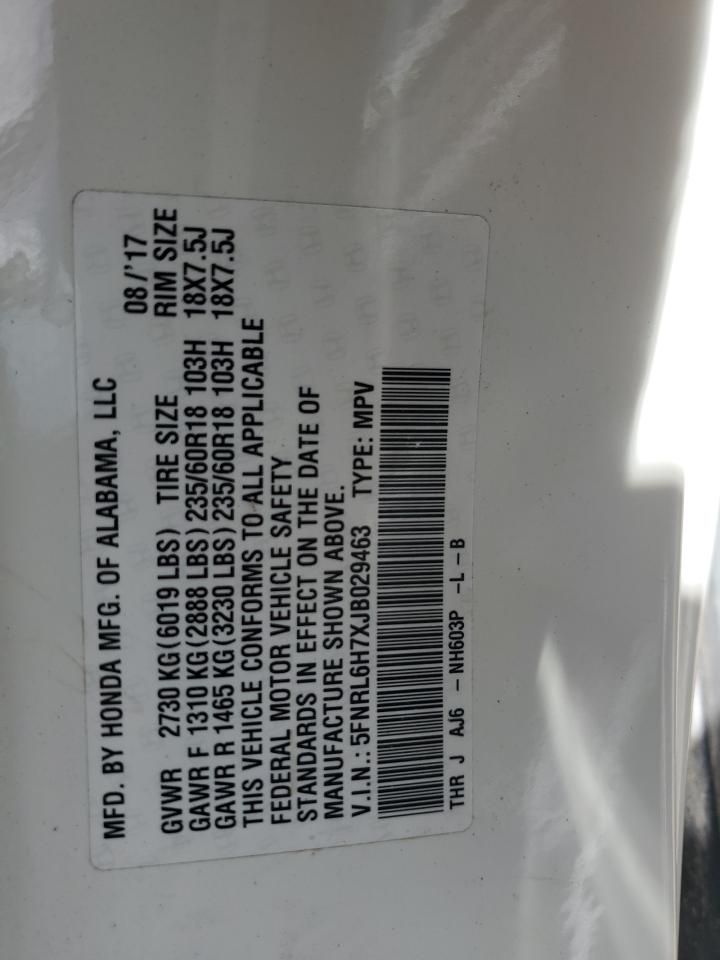 MFD. BY HONDA MFG. OF ALABAMA, LLC 08/'17
GVWR 2730 KG(6019 LBS) TIRE SIZE RIM SIZE
GAWR F 1310 KG(2888 LBS) 235/60R18 103H 18X7.5J
GAWR R 1465 KG(3230 LBS) 235/60R18 103H 18X7.5J
THIS VEHICLE CONFORMS TO ALL APPLICABLE
FEDERAL MOTOR VEHICLE SAFETY
STANDARDS IN EFFECT ON THE DATE OF
MANUFACTURE SHOWN ABOVE.
V.I.N.: 5FNRL6H7XJB029463 TYPE: MPV
THR J AJ6 - NH603P -L-B